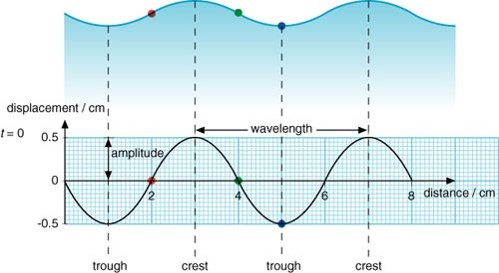 displacement / cm
t = 0
0.5
wavelength
amplitude
0
2
4
6
8
distance / cm
-0.5
trough
crest
trough
crest